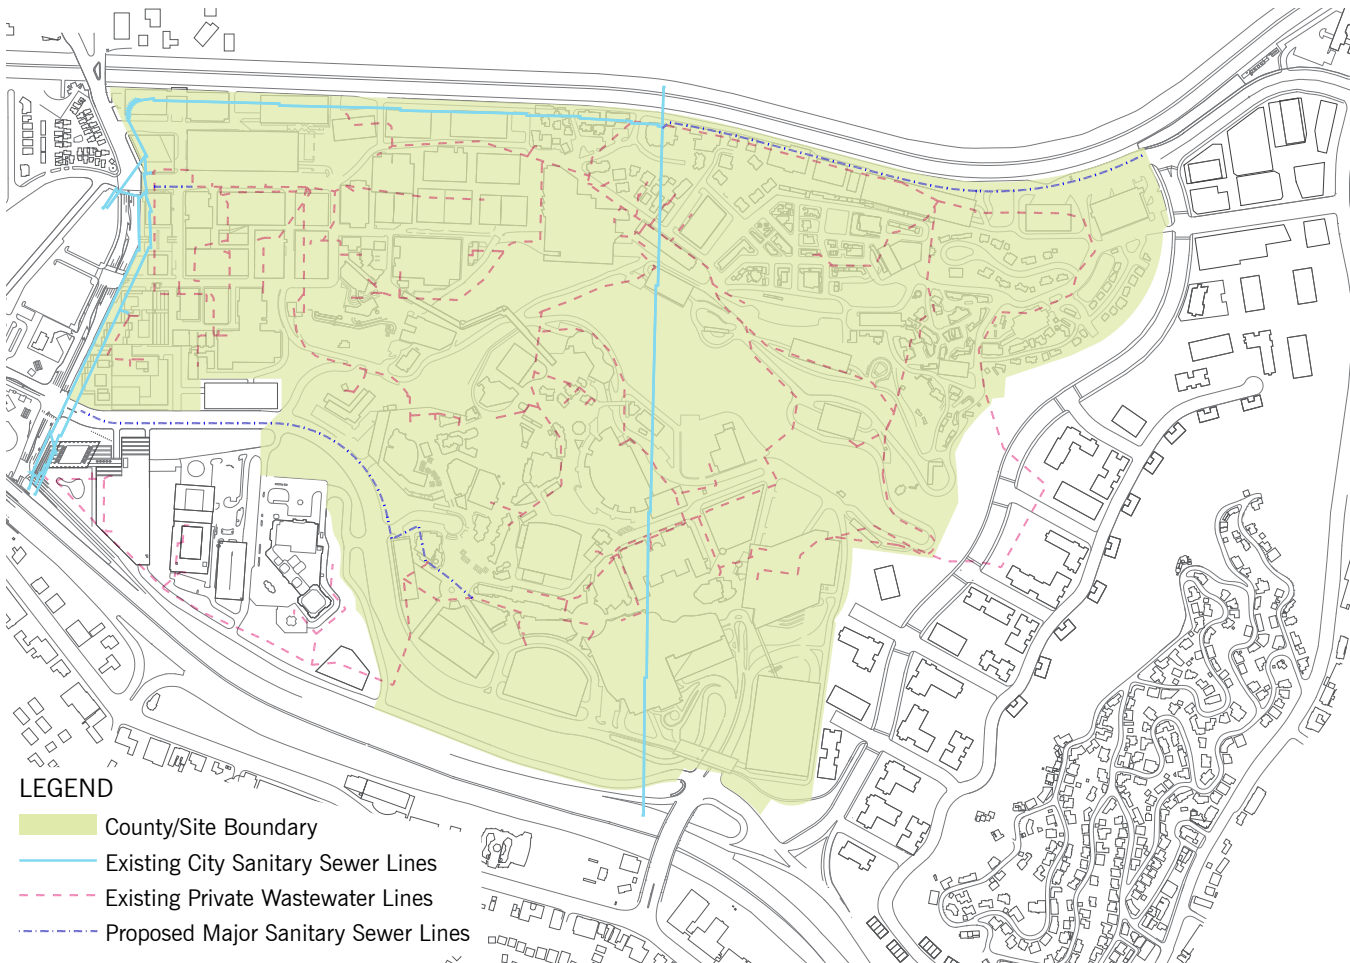 LEGEND
County/Site Boundary
Existing City Sanitary Sewer Lines
Existing Private Wastewater Lines
Proposed Major Sanitary Sewer Lines